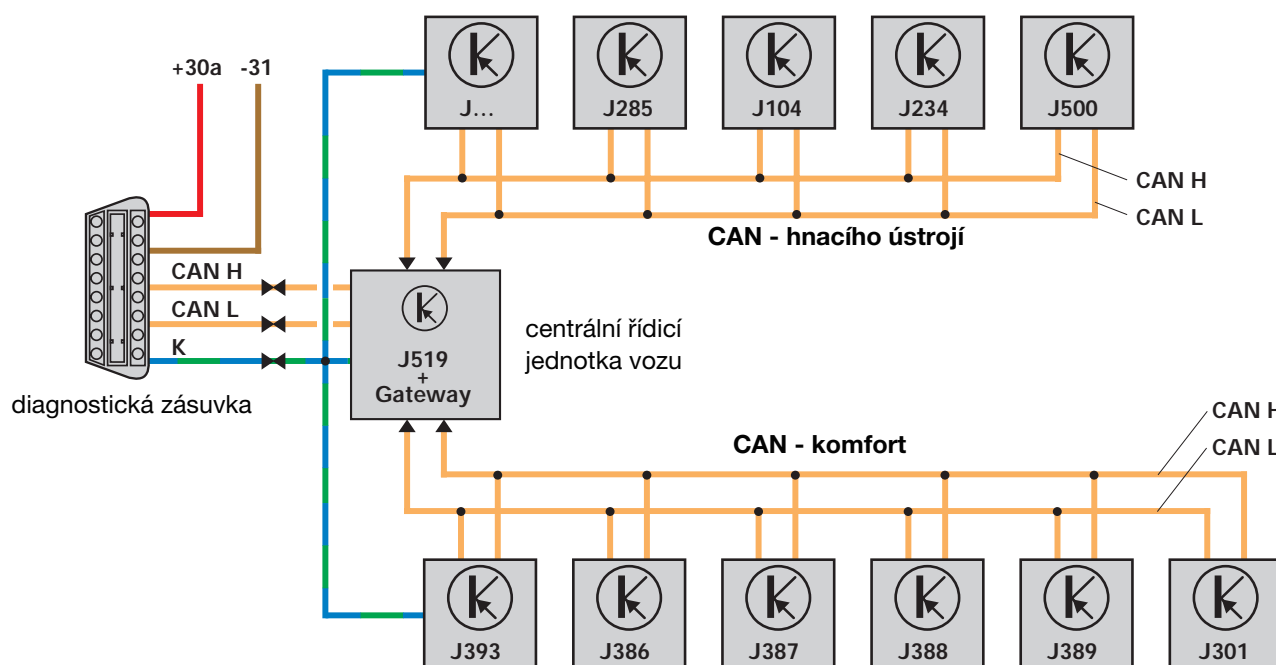 +30a -31
J...
J285
J104
J234
J500
CAN H
CAN L
CAN - hnacího ústrojí
CAN H
CAN L
K
diagnostická zásuvka
J519
+
Gateway
centrální řídicí
jednotka vozu
CAN - komfort
CAN H
CAN L
J393
J386
J387
J388
J389
J301